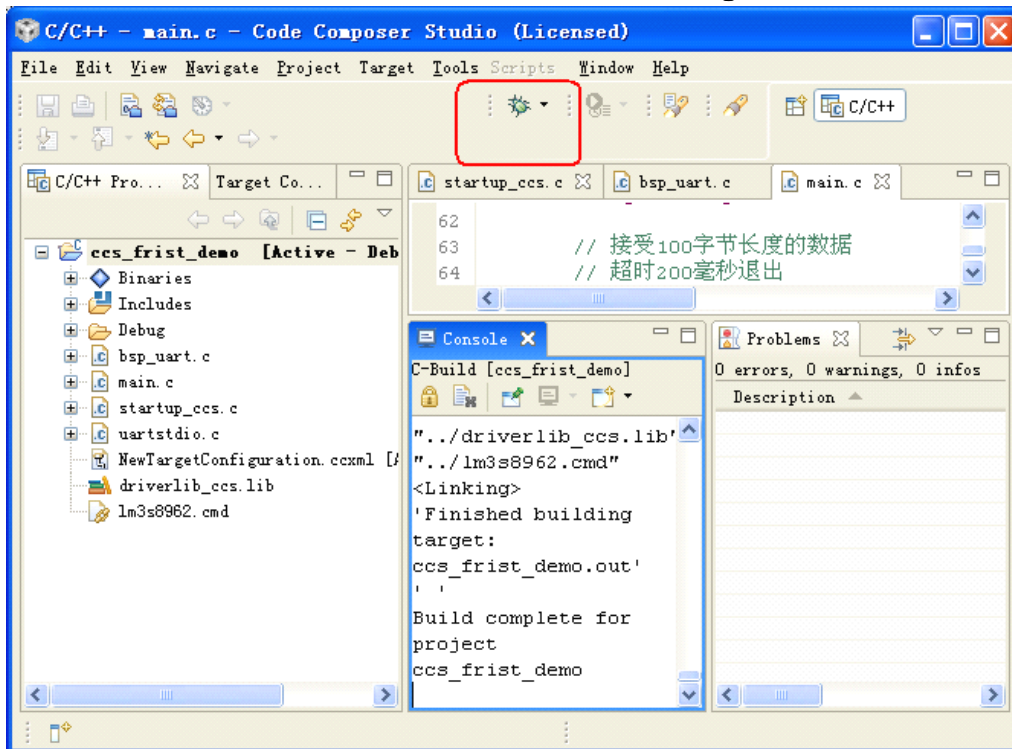 C/C++ - main.c - Code Composer Studio (Licensed)
File Edit View Navigate Project Target Tools Scripts Window Help
C/C++
C/C++ Pro... Target Co...
ccs_frist_demo [Active - Deb
Binaries
Includes
Debug
bsp_uart.c
main.c
startup_ccs.c
uartstdio.c
NewTargetConfiguration.ccxml [A
driverlib_ccs.lib
lm3s8962.cmd
startup_ccs.c bsp_uart.c main.c
62
63 // 接受100字节长度的数据
64 // 超时200毫秒退出
Console
C-Build [ccs_frist_demo]
"../driverlib_ccs.lib"
"../lm3s8962.cmd"
<Linking>
'Finished building
target:
ccs_frist_demo.out'
' '
Build complete for
project
ccs_frist_demo
Problems
0 errors, 0 warnings, 0 infos
Description